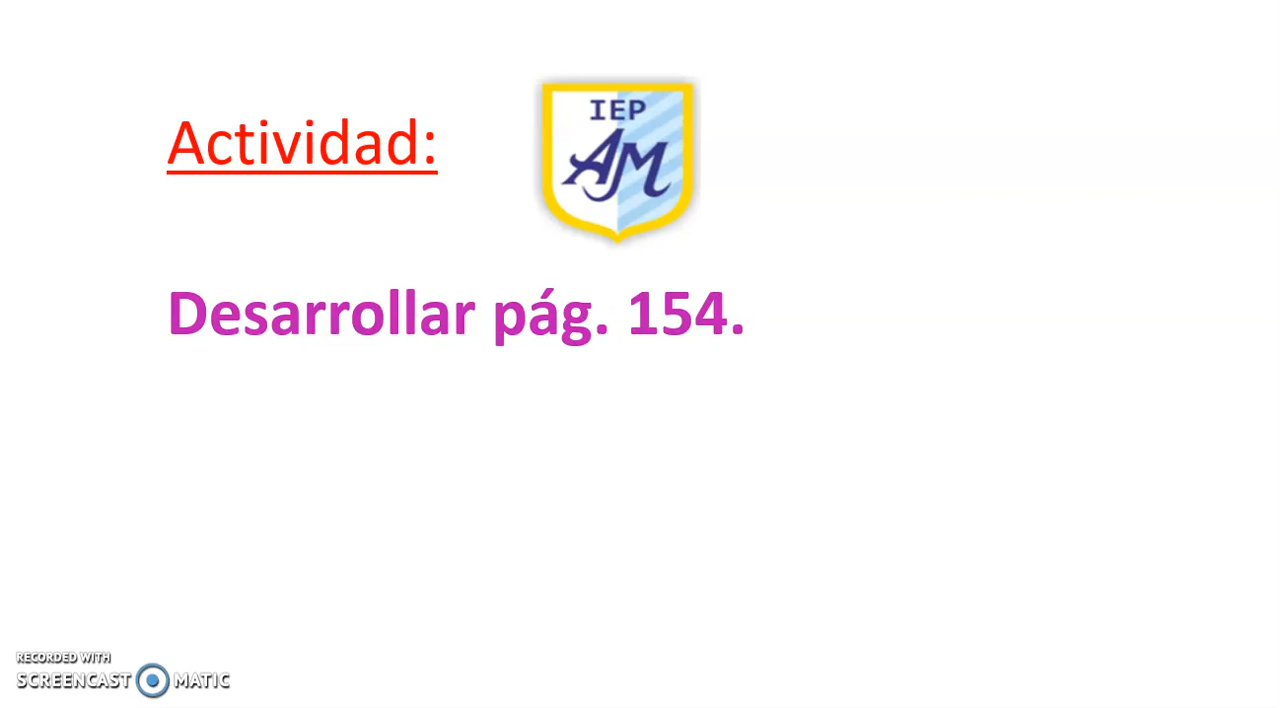 Actividad:
IEP
AM
Desarrollar pág. 154.
RECORDED WITH
SCREENCAST MATIC